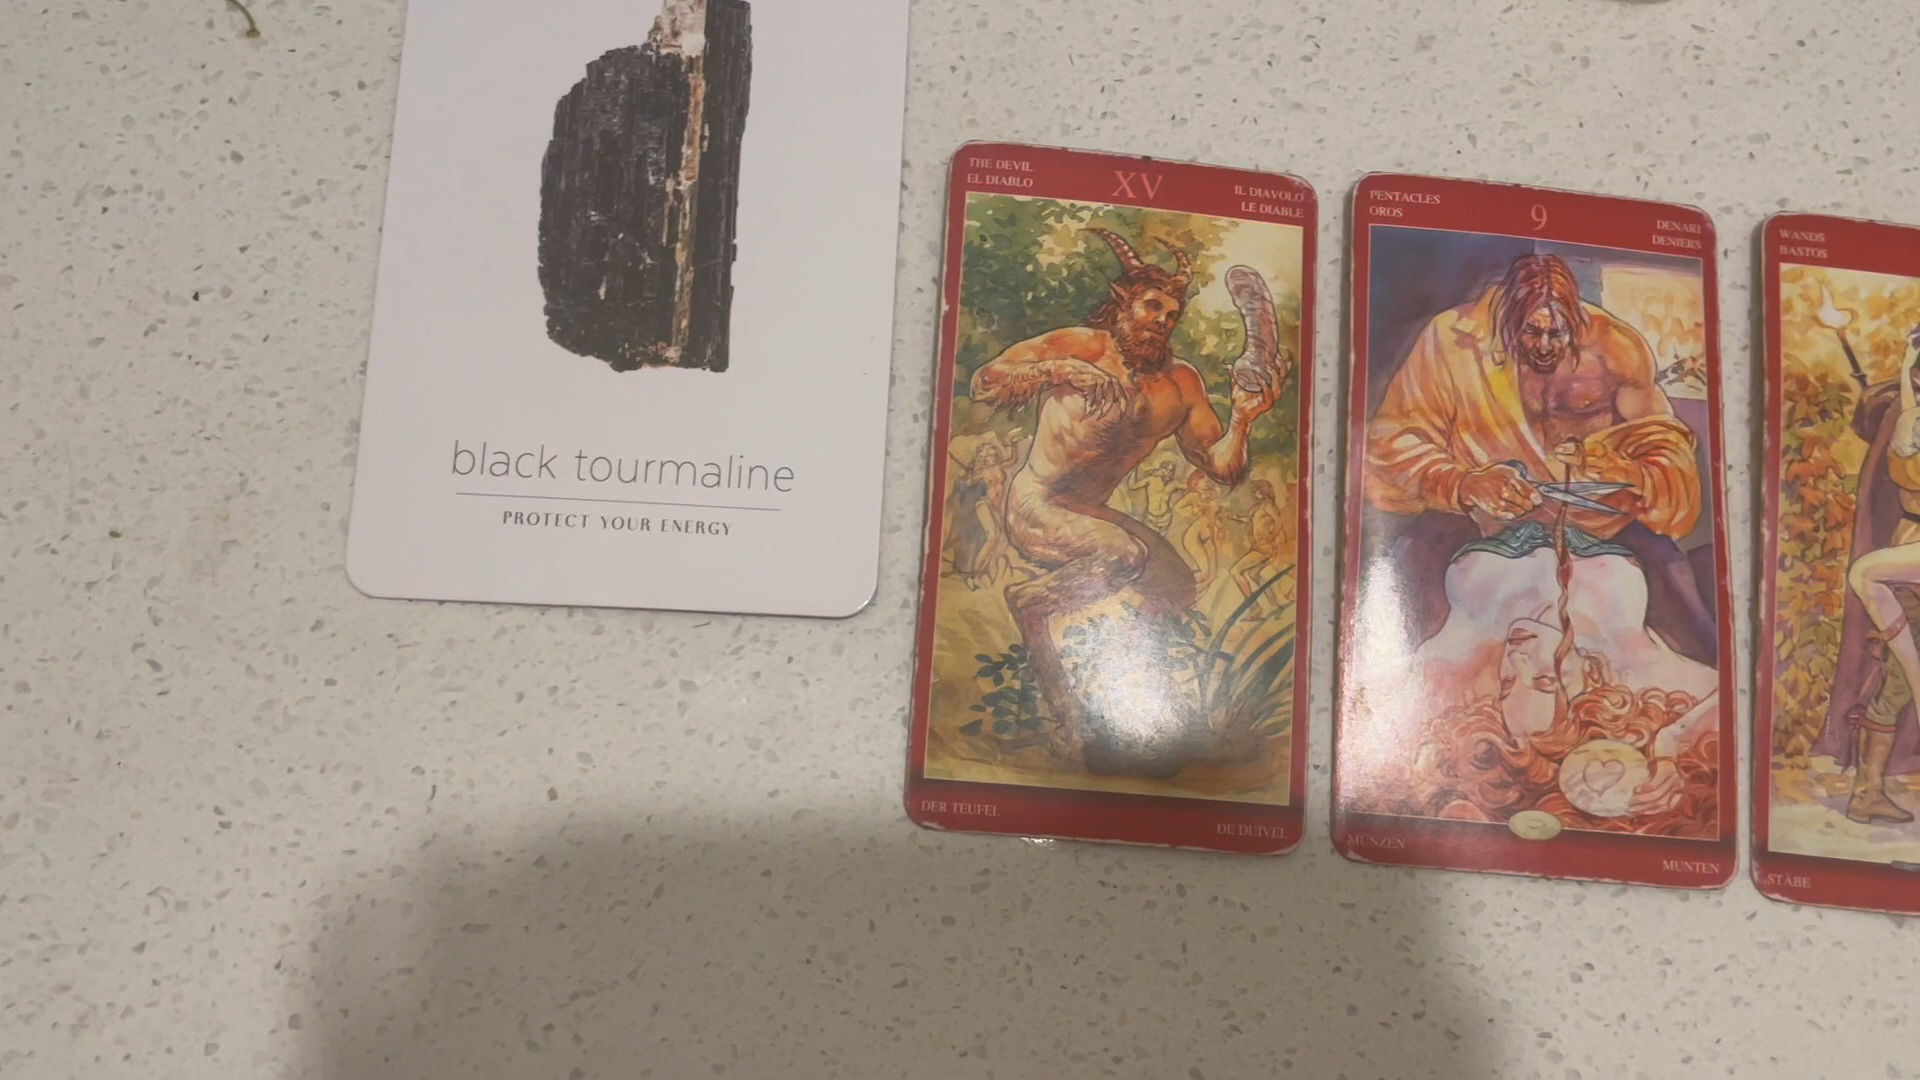 black tourmaline
PROTECT YOUR ENERGY
THE DEVIL
EL DIABLO
XV
IL DIAVOLO
LE DIABLE
DER TEUFEL
DE DUIVEL
PENTACLES
OROS
9
DENARI
DENIERS
MÜNZEN
MUNTEN
WANDS
BASTOS
STÄBE